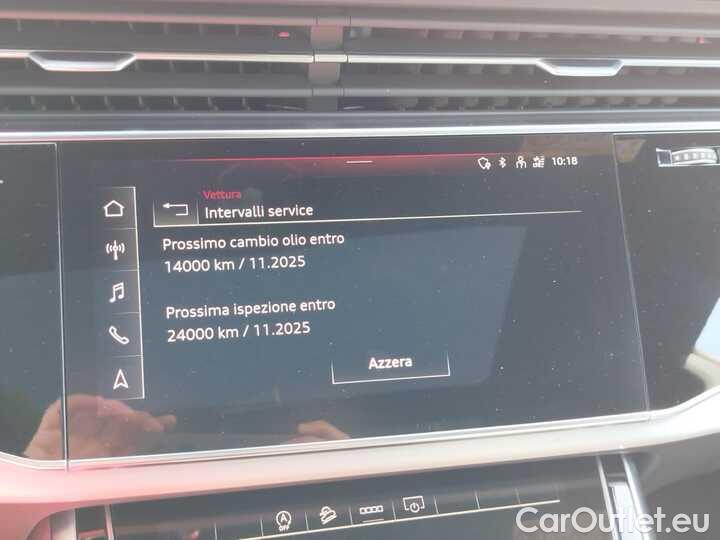 10:18
Vettura
Intervalli service
Prossimo cambio olio entro
14000 km / 11.2025
Prossima ispezione entro
24000 km / 11.2025
Azzera
OFF
CarOutlet.eu